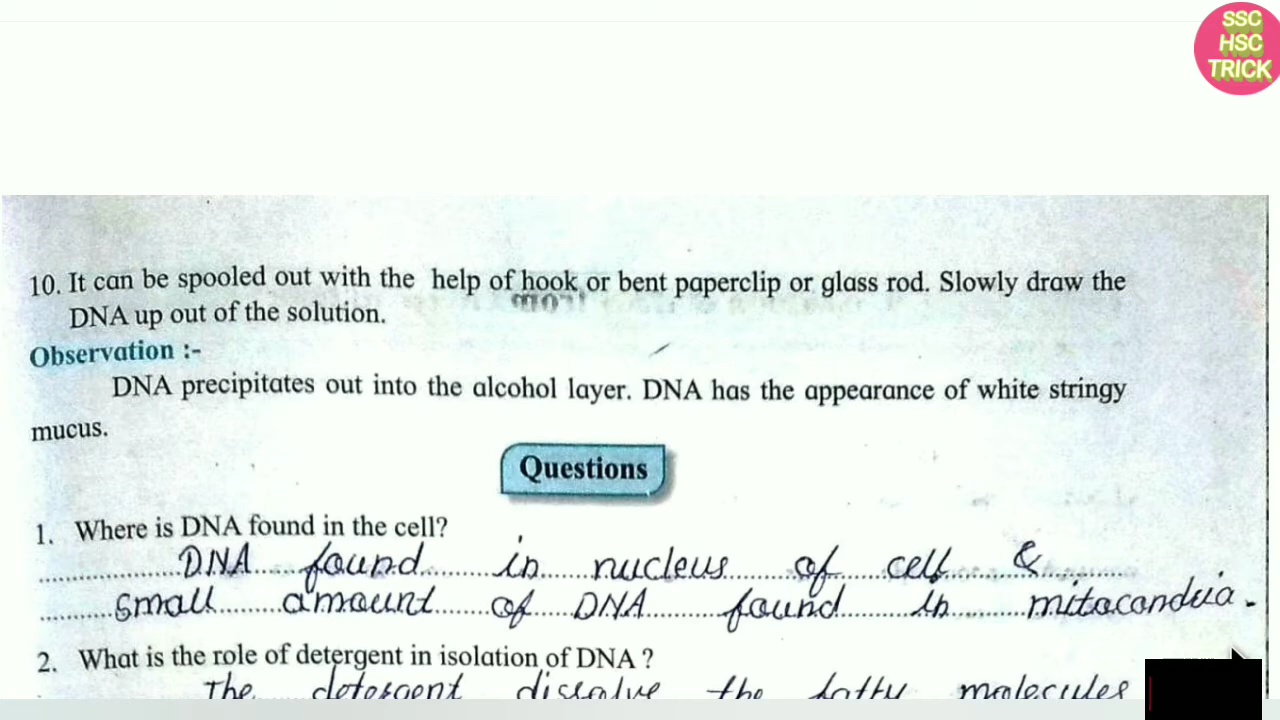 SSC
HSC
TRICK
10. It can be spooled out with the help of hook or bent paperclip or glass rod. Slowly draw the
DNA up out of the solution.
Observation :-
DNA precipitates out into the alcohol layer. DNA has the appearance of white stringy
mucus.
Questions
1. Where is DNA found in the cell?
DNA found in nucleus of cell &
small amount of DNA found in mitocondria.
2. What is the role of detergent in isolation of DNA ?
The detergent dissolve the fatty molecules